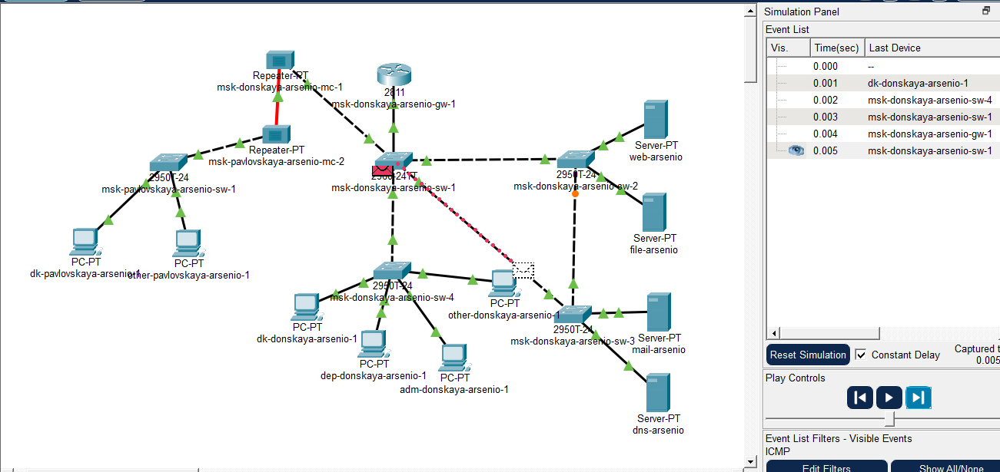 Repeater-PT
msk-donskaya-arsenio-mc-1
2811
msk-donskaya-arsenio-gw-1
Repeater-PT
msk-pavlovskaya-arsenio-mc-2
2950T-24
msk-pavlovskaya-arsenio-sw-1
PC-PT
dk-pavlovskaya-arsenio-1
PC-PT
other-pavlovskaya-arsenio-1
msk-donskaya-arsenio-sw-1
2950T-24
msk-donskaya-arsenio-sw-2
Server-PT
web-arsenio
Server-PT
file-arsenio
2950T-24
msk-donskaya-arsenio-sw-4
PC-PT
dk-donskaya-arsenio-1
PC-PT
dep-donskaya-arsenio-1
PC-PT
adm-donskaya-arsenio-1
PC-PT
other-donskaya-arsenio-1
2950T-24
msk-donskaya-arsenio-sw-3
Server-PT
mail-arsenio
Server-PT
dns-arsenio
Simulation Panel
Event List
Vis. Time(sec) Last Device
0.000 --
0.001 dk-donskaya-arsenio-1
0.002 msk-donskaya-arsenio-sw-4
0.003 msk-donskaya-arsenio-sw-1
0.004 msk-donskaya-arsenio-gw-1
0.005 msk-donskaya-arsenio-sw-1
Reset Simulation Constant Delay Captured t
0.005
Play Controls
Event List Filters - Visible Events
ICMP
Edit Filters Show All/None